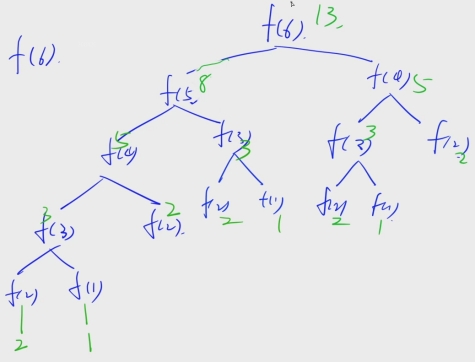 f(6) 13
f(6).
f(5) 8 f(4) 5
f(4) 5 f(3) 3 f(3) 3 f(2) 2
f(3) 3 f(2) 2 f(2) 2 f(1) 1 f(2) 2 f(1) 1
f(2) f(1)
2 1